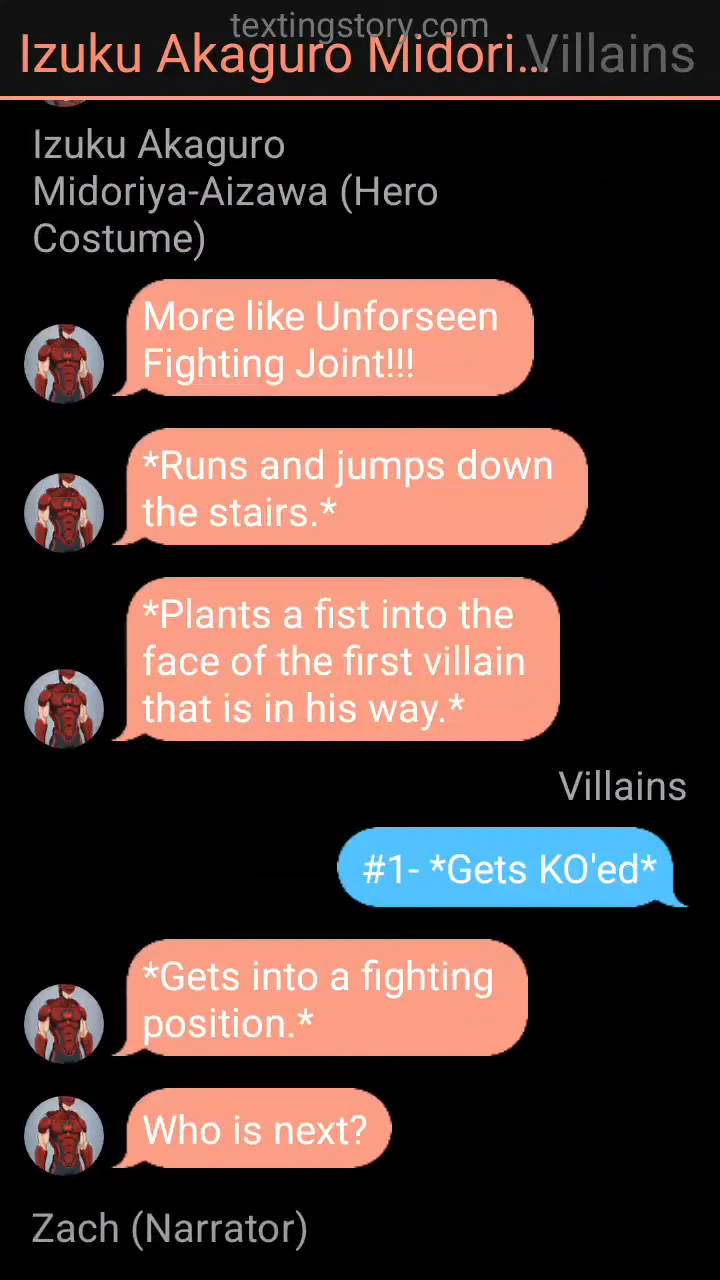 textingstory.com
Izuku Akaguro Midori... Villains
Izuku Akaguro
Midoriya-Aizawa (Hero
Costume)
More like Unforseen
Fighting Joint!!!
*Runs and jumps down
the stairs.*
*Plants a fist into the
face of the first villain
that is in his way.*
Villains
#1- *Gets KO'ed*
*Gets into a fighting
position.*
Who is next?
Zach (Narrator)